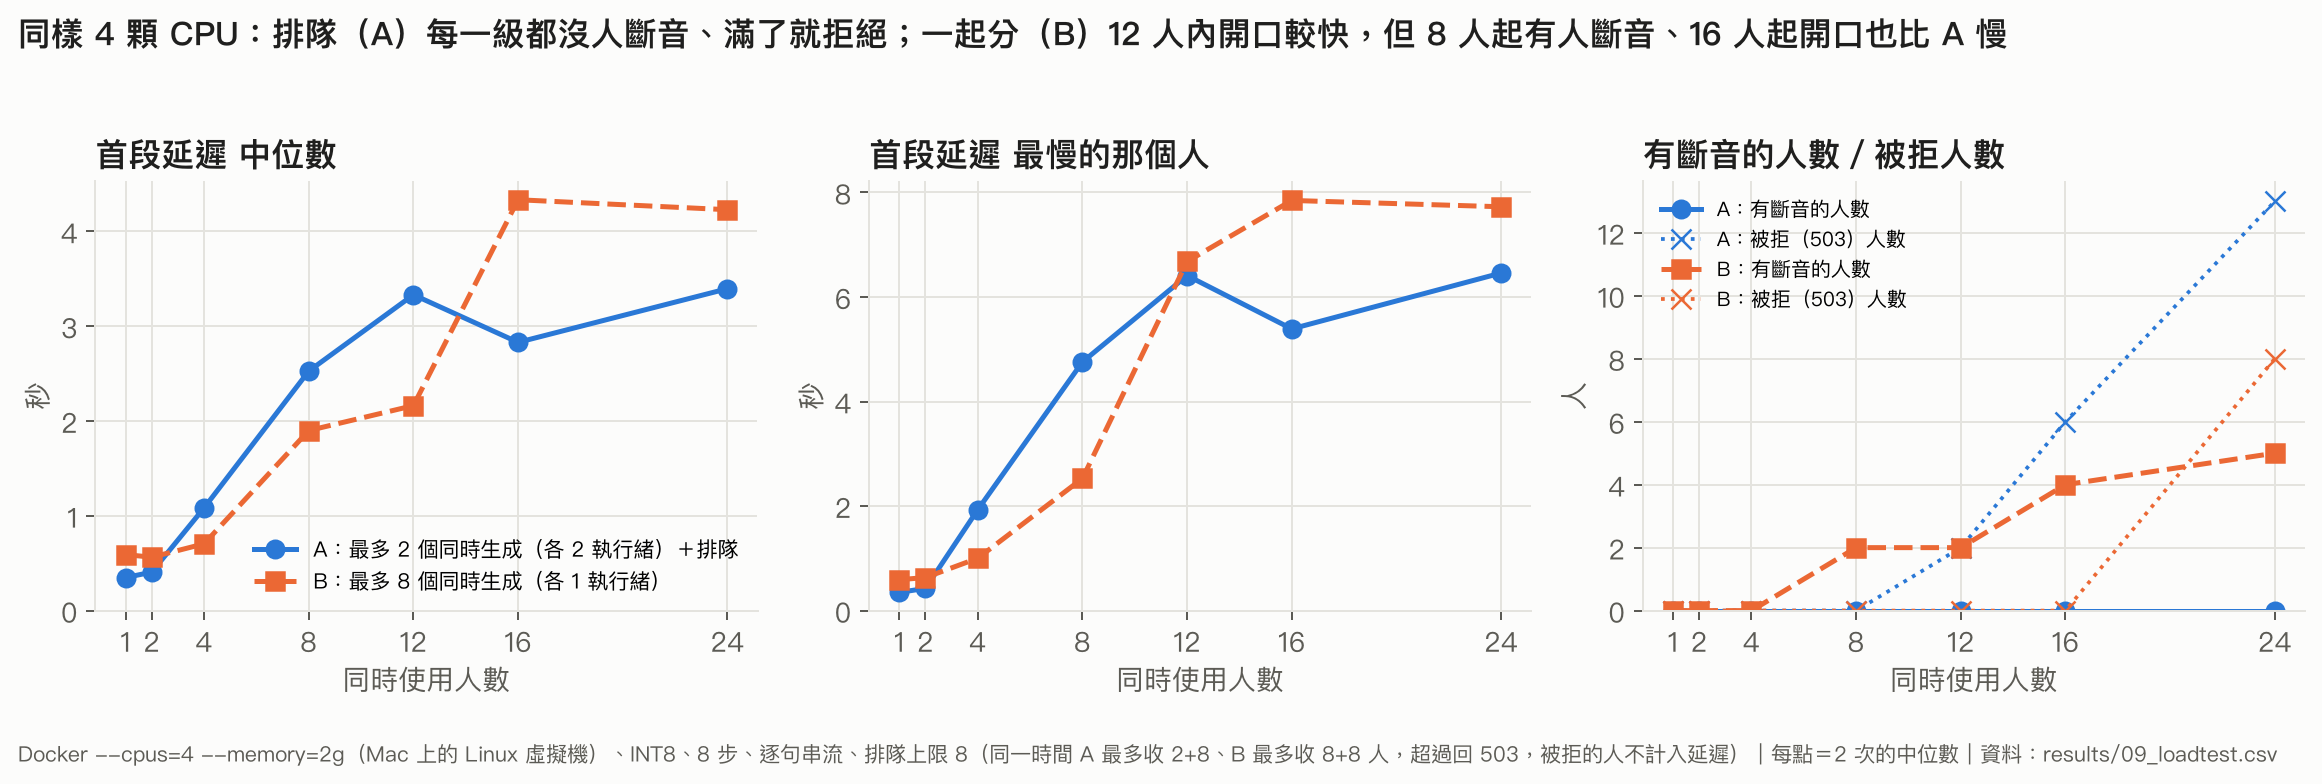 同樣 4 顆 CPU：排隊（A）每一級都沒人斷音、滿了就拒絕；一起分（B）12 人內開口較快，但 8 人起有人斷音、16 人起開口也比 A 慢
首段延遲 中位數
秒
4
3
2
1
0
A：最多 2 個同時生成（各 2 執行緒）＋排隊
B：最多 8 個同時生成（各 1 執行緒）
1 2 4 8 12 16 24
同時使用人數
首段延遲 最慢的那個人
秒
8
6
4
2
0
1 2 4 8 12 16 24
同時使用人數
有斷音的人數 / 被拒人數
人
A：有斷音的人數
A：被拒（503）人數
B：有斷音的人數
B：被拒（503）人數
12
10
8
6
4
2
0
1 2 4 8 12 16 24
同時使用人數
Docker --cpus=4 --memory=2g（Mac 上的 Linux 虛擬機）、INT8、8 步、逐句串流、排隊上限 8（同一時間 A 最多收 2+8、B 最多收 8+8 人，超過回 503，被拒的人不計入延遲）｜每點＝2 次的中位數｜資料：results/09_loadtest.csv